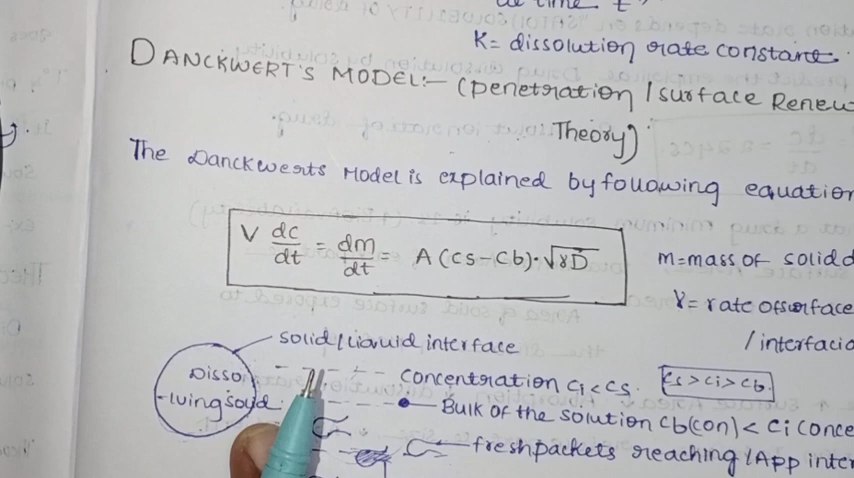 at time t
K= dissolution rate constant.
DANCKWERT'S MODEL:- (penetration / surface Renew
Theory)
The Danckwerts Model is explained by following equation
V dc/dt = dm/dt = A (Cs-Cb)·√γD
m=mass of solid d
γ= rate of surface
/ interfacia
solid/liquid interface
Disso
-lving solid
Concentration Ci<Cs. Cs>Ci>Cb.
Bulk of the solution Cb(con) < Ci conce
fresh packets reaching /App inter